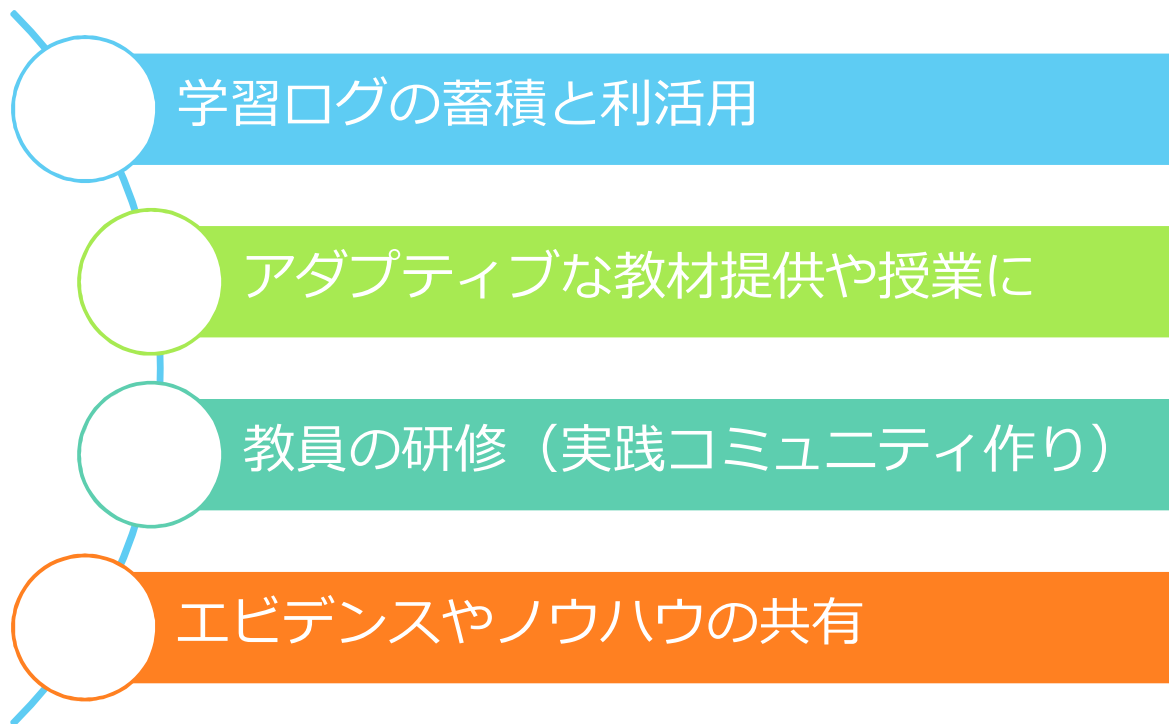 学習ログの蓄積と利活用
アダプティブな教材提供や授業に
教員の研修（実践コミュニティ作り）
エビデンスやノウハウの共有